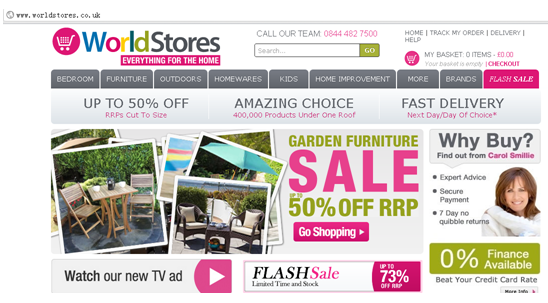 www.worldstores.co.uk
WorldStores
EVERYTHING FOR THE HOME
CALL OUR TEAM: 0844 482 7500
Search...
GO
HOME | TRACK MY ORDER | DELIVERY |
HELP
MY BASKET: 0 ITEMS - £0.00
Your basket is empty | CHECKOUT
BEDROOM FURNITURE OUTDOORS HOMEWARES KIDS HOME IMPROVEMENT MORE BRANDS FLASH SALE
UP TO 50% OFF
RRPs Cut To Size
AMAZING CHOICE
400,000 Products Under One Roof
FAST DELIVERY
Next Day/Day Of Choice*
GARDEN FURNITURE
SALE
UP TO
50% OFF RRP
Go Shopping
Why Buy?
Find out from Carol Smillie
Expert Advice
Secure
Payment
7 Day no
quibble returns
0% Finance
Available
Beat Your Credit Card Rate
More Info
Watch our new TV ad
FLASH Sale
Limited Time and Stock
UP TO
73%
OFF RRP